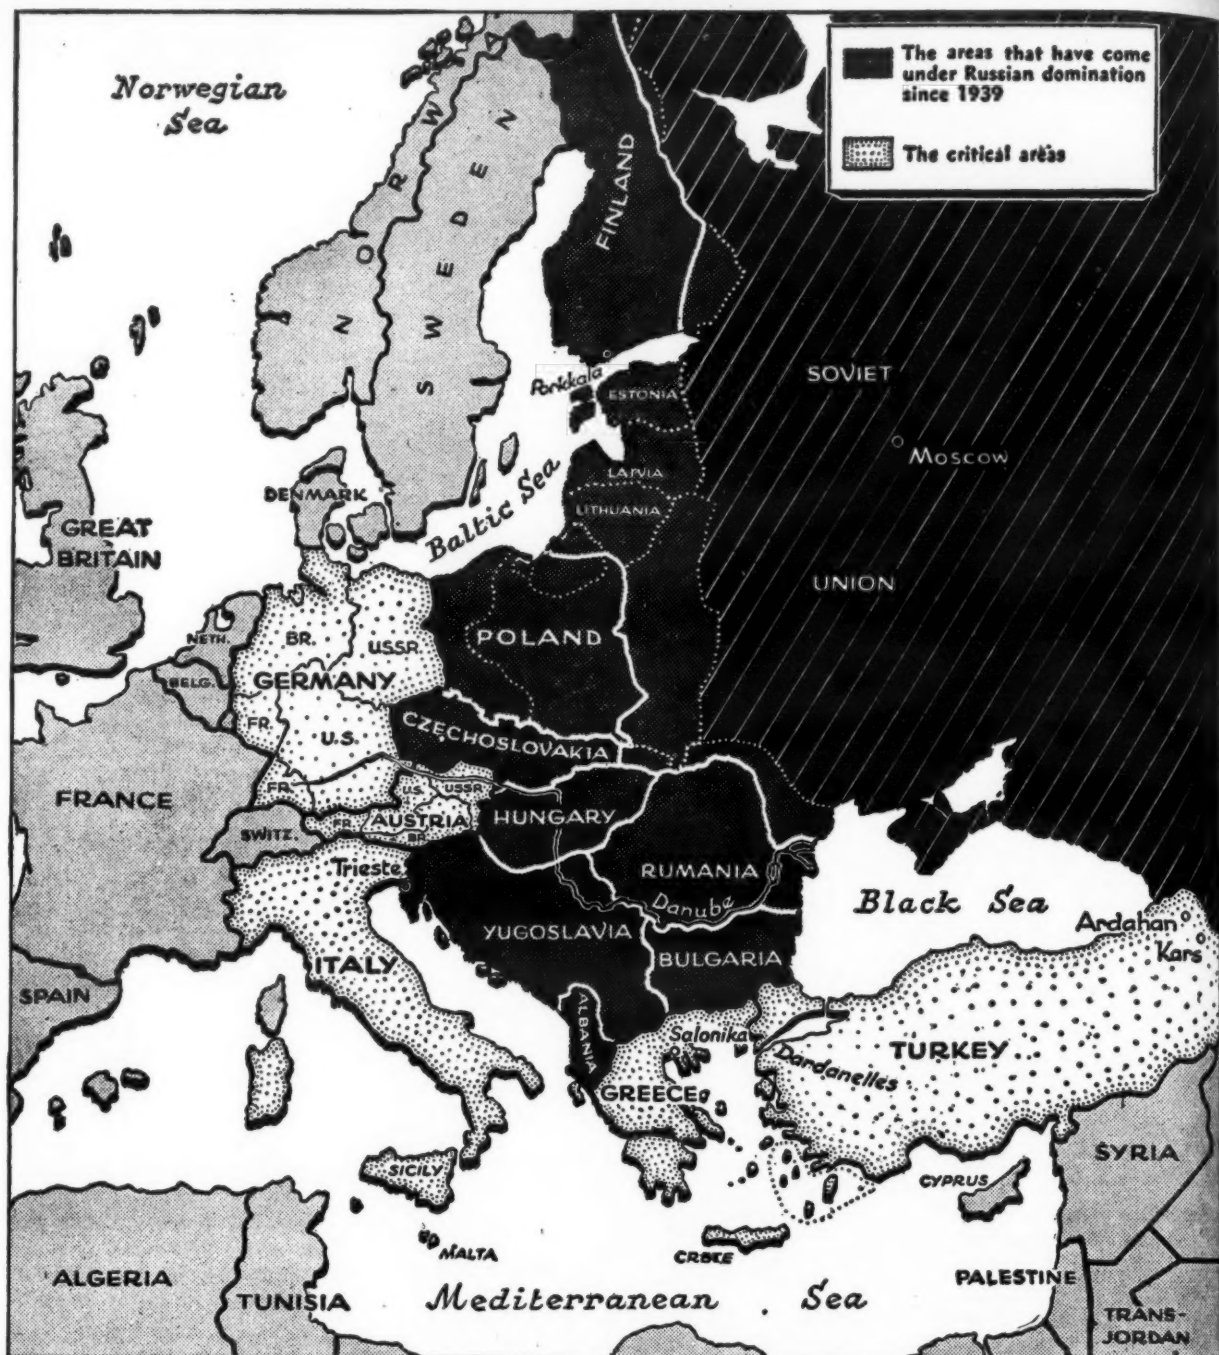 The areas that have come
under Russian domination
since 1939
The critical areas
Norwegian
Sea
NORWAY
SWEDEN
FINLAND
SOVIET
Porkkala
ESTONIA
Moscow
LATVIA
Baltic Sea
DENMARK
LITHUANIA
GREAT
BRITAIN
UNION
NETH.
BR.
USSR.
POLAND
BELG.
GERMANY
FR.
U.S.
CZECHOSLOVAKIA
FRANCE
FR.
U.S.
USSR.
HUNGARY
SWITZ.
FR.
AUSTRIA
BR.
Trieste
RUMANIA
Danube
Black Sea
Ardahan
Kars
YUGOSLAVIA
BULGARIA
ITALY
SPAIN
ALBANIA
Salonika
Dardanelles
TURKEY
GREECE
SICILY
SYRIA
CYPRUS
MALTA
CRETE
ALGERIA
TUNISIA
Mediterranean Sea
PALESTINE
TRANS-
JORDAN